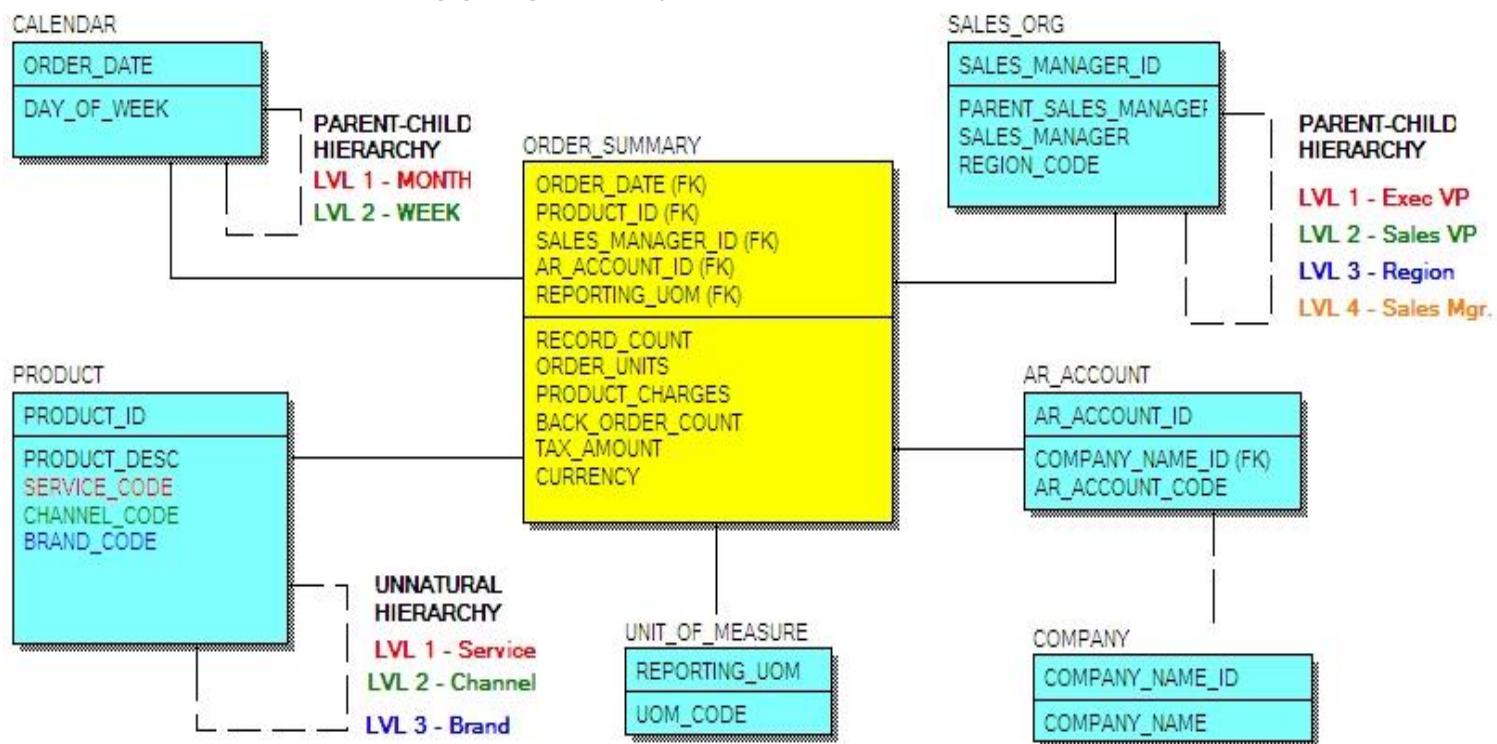 CALENDAR
ORDER_DATE
DAY_OF_WEEK
PARENT-CHILD
HIERARCHY
LVL 1 - MONTH
LVL 2 - WEEK
ORDER_SUMMARY
ORDER_DATE (FK)
PRODUCT_ID (FK)
SALES_MANAGER_ID (FK)
AR_ACCOUNT_ID (FK)
REPORTING_UOM (FK)
RECORD_COUNT
ORDER_UNITS
PRODUCT_CHARGES
BACK_ORDER_COUNT
TAX_AMOUNT
CURRENCY
SALES_ORG
SALES_MANAGER_ID
PARENT_SALES_MANAGER
SALES_MANAGER
REGION_CODE
PARENT-CHILD
HIERARCHY
LVL 1 - Exec VP
LVL 2 - Sales VP
LVL 3 - Region
LVL 4 - Sales Mgr.
PRODUCT
PRODUCT_ID
PRODUCT_DESC
SERVICE_CODE
CHANNEL_CODE
BRAND_CODE
UNNATURAL
HIERARCHY
LVL 1 - Service
LVL 2 - Channel
LVL 3 - Brand
UNIT_OF_MEASURE
REPORTING_UOM
UOM_CODE
AR_ACCOUNT
AR_ACCOUNT_ID
COMPANY_NAME_ID (FK)
AR_ACCOUNT_CODE
COMPANY
COMPANY_NAME_ID
COMPANY_NAME